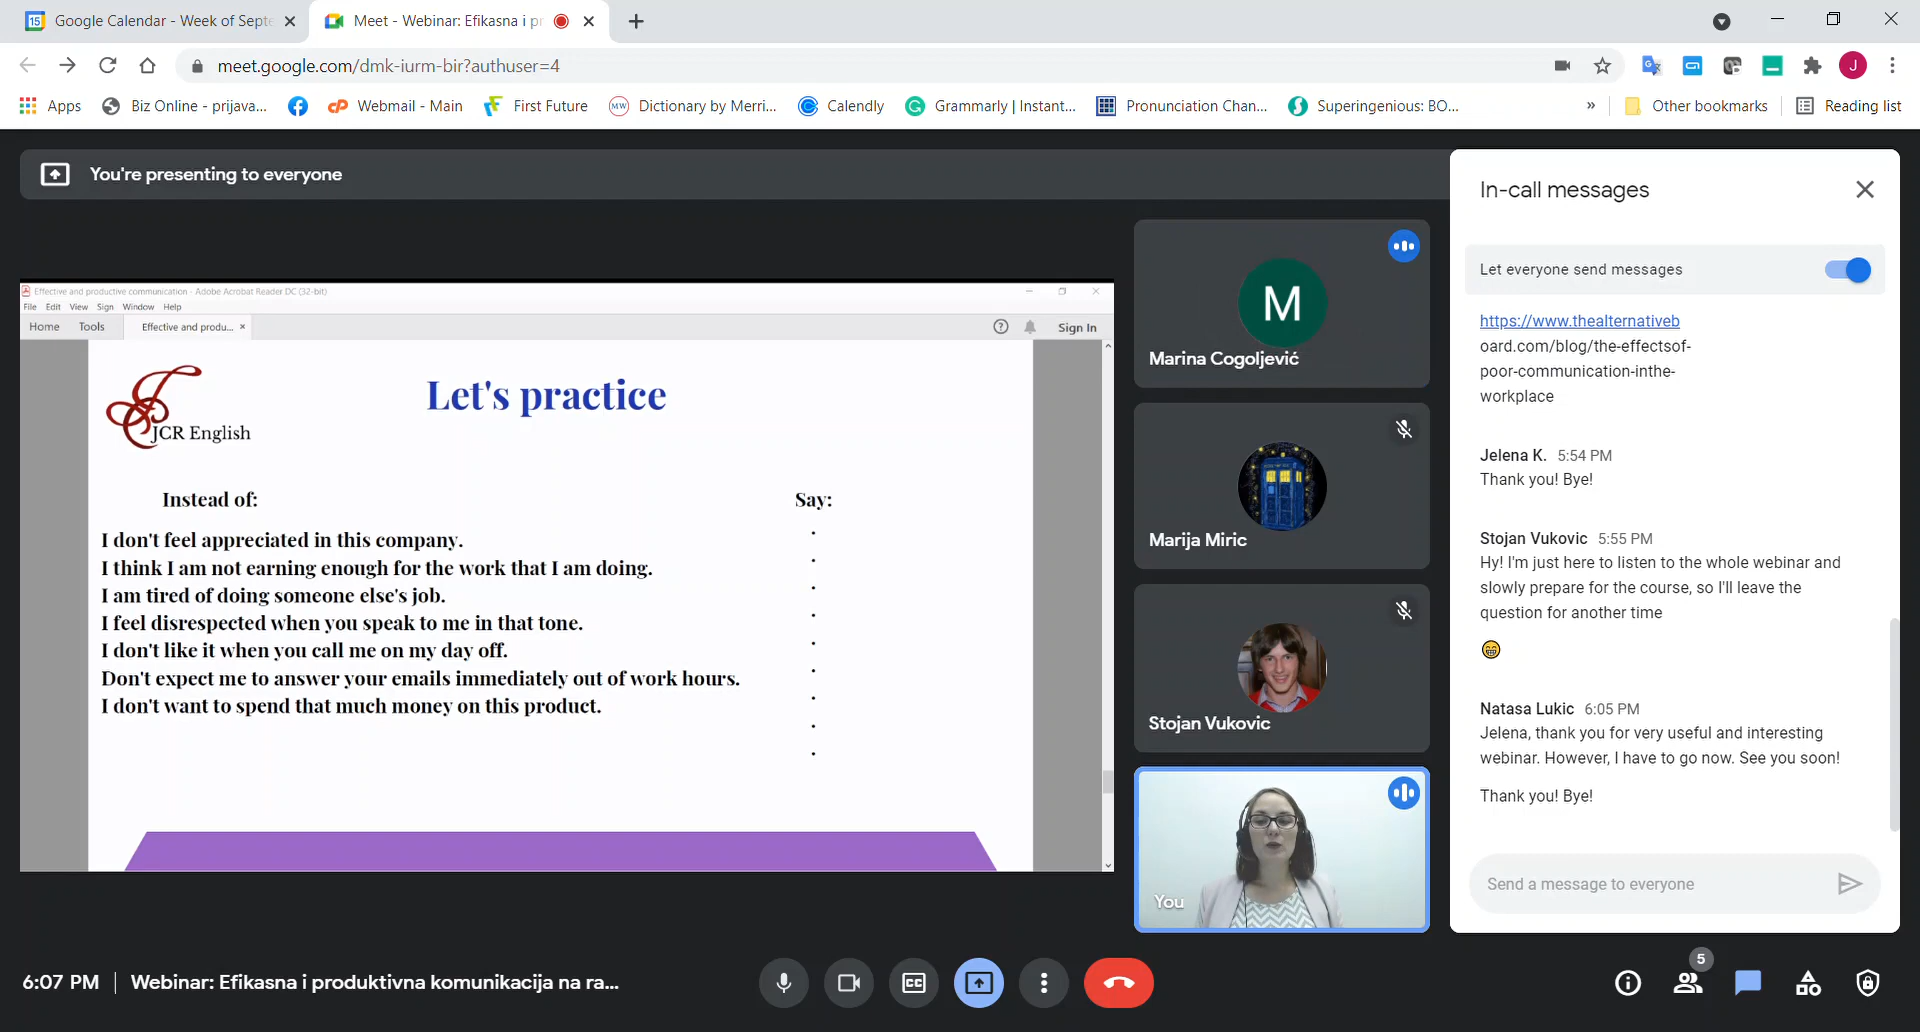 Google Calendar - Week of Septe
Meet - Webinar: Efikasna i pr
meet.google.com/dmk-iurm-bir?authuser=4
J
Apps
Biz Online - prijava...
Webmail - Main
First Future
Dictionary by Merri...
Calendly
Grammarly | Instant...
Pronunciation Chan...
Superingenious: BO...
»
Other bookmarks
Reading list
You're presenting to everyone
Effective and productive communication - Adobe Acrobat Reader DC (32-bit)
File Edit View Sign Window Help
Home Tools Effective and produ... × Sign In
JCR English
Let's practice
Instead of: Say:
I don't feel appreciated in this company.
I think I am not earning enough for the work that I am doing.
I am tired of doing someone else's job.
I feel disrespected when you speak to me in that tone.
I don't like it when you call me on my day off.
Don't expect me to answer your emails immediately out of work hours.
I don't want to spend that much money on this product.
M
Marina Cogoljević
Marija Miric
Stojan Vukovic
You
In-call messages
Let everyone send messages
https://www.thealternativeb
oard.com/blog/the-effectsof-
poor-communication-inthe-
workplace
Jelena K. 5:54 PM
Thank you! Bye!
Stojan Vukovic 5:55 PM
Hy! I'm just here to listen to the whole webinar and
slowly prepare for the course, so I'll leave the
question for another time
😁
Natasa Lukic 6:05 PM
Jelena, thank you for very useful and interesting
webinar. However, I have to go now. See you soon!
Thank you! Bye!
Send a message to everyone
6:07 PM | Webinar: Efikasna i produktivna komunikacija na ra...
CC
5